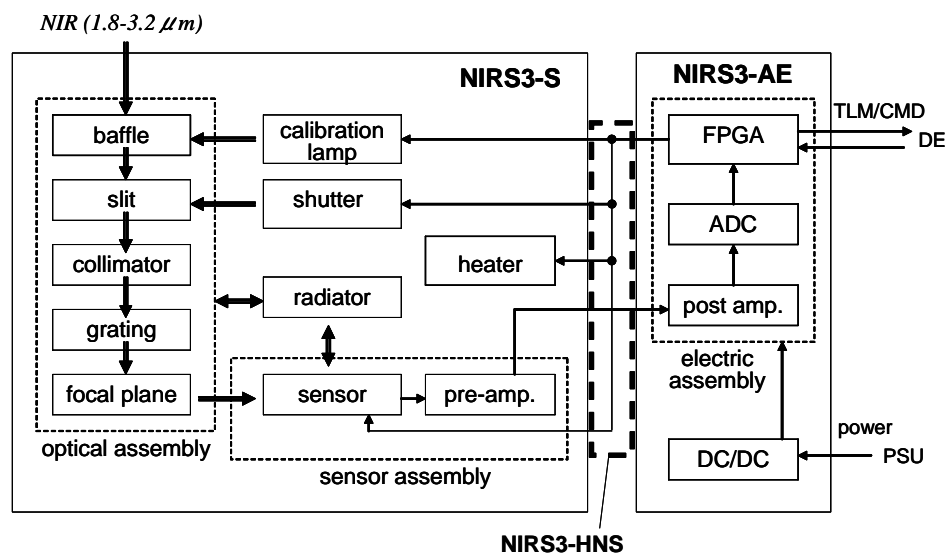 NIR (1.8-3.2 μm)
NIRS3-S
NIRS3-AE
baffle
calibration
lamp
FPGA
TLM/CMD
DE
slit
shutter
ADC
collimator
heater
radiator
post amp.
grating
electric
assembly
focal plane
sensor
pre-amp.
optical assembly
sensor assembly
DC/DC
power
PSU
NIRS3-HNS